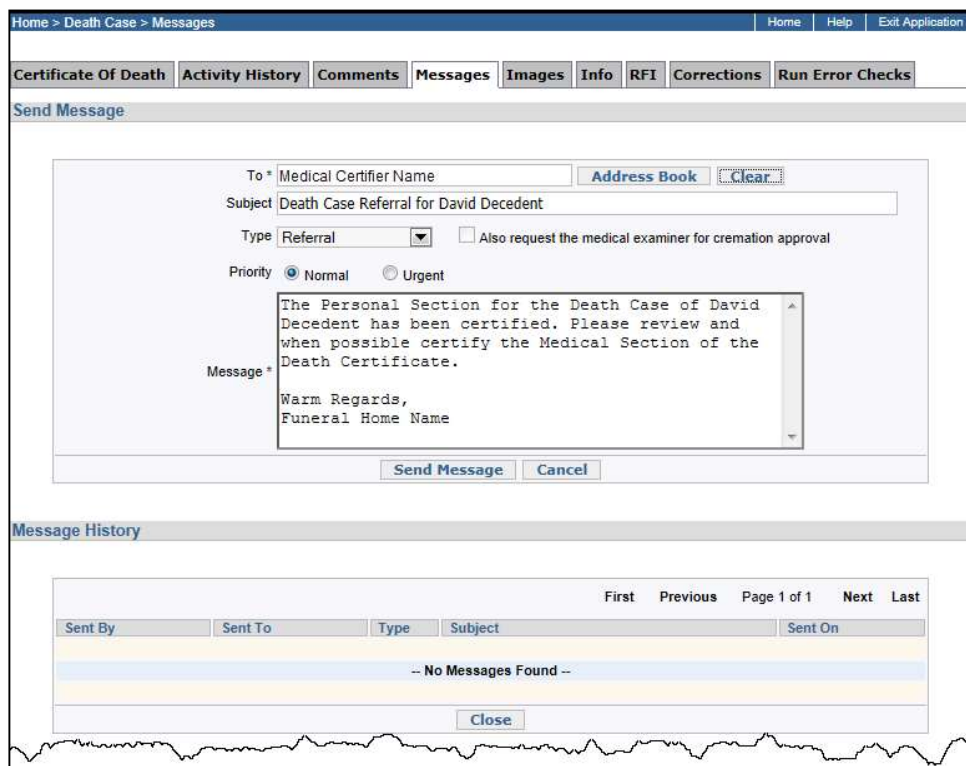 Home > Death Case > Messages Home Help Exit Application
Certificate Of Death Activity History Comments Messages Images Info RFI Corrections Run Error Checks
Send Message
To * Medical Certifier Name Address Book Clear
Subject Death Case Referral for David Decedent
Type Referral Also request the medical examiner for cremation approval
Priority Normal Urgent
Message *
The Personal Section for the Death Case of David
Decedent has been certified. Please review and
when possible certify the Medical Section of the
Death Certificate.
Warm Regards,
Funeral Home Name
Send Message Cancel
Message History
First Previous Page 1 of 1 Next Last
Sent By Sent To Type Subject Sent On
-- No Messages Found --
Close